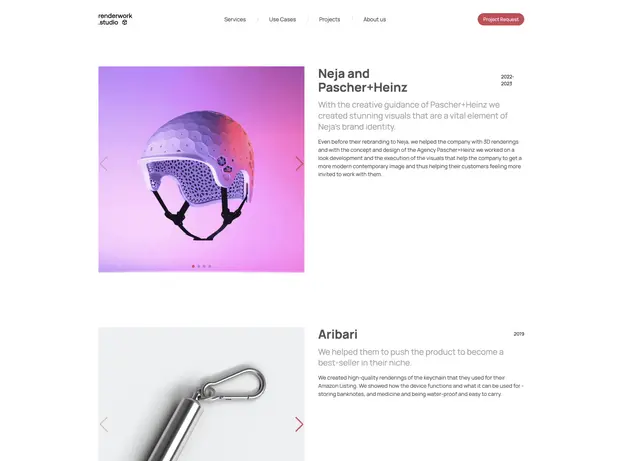 renderwork
.studio
Services
Use Cases
Projects
About us
Project Request
Neja and
Pascher+Heinz
2022-
2023
With the creative guidance of Pascher+Heinz we
created stunning visuals that are a vital element of
Neja's brand identity.
Even before their rebranding to Neja, we helped the company with 3D renderings
and with the concept and design of the Agency Pascher+Heinz we worked on a
look development and the execution of the visuals that help the company to get a
more modern contemporary image and thus helping their customers feeling more
invited to work with them.
Aribari
2019
We helped them to push the product to become a
best-seller in their niche.
We created high-quality renderings of the keychain that they used for their
Amazon Listing. We showed how the device functions and what it can be used for -
storing banknotes, and medicine and being water-proof and easy to carry.